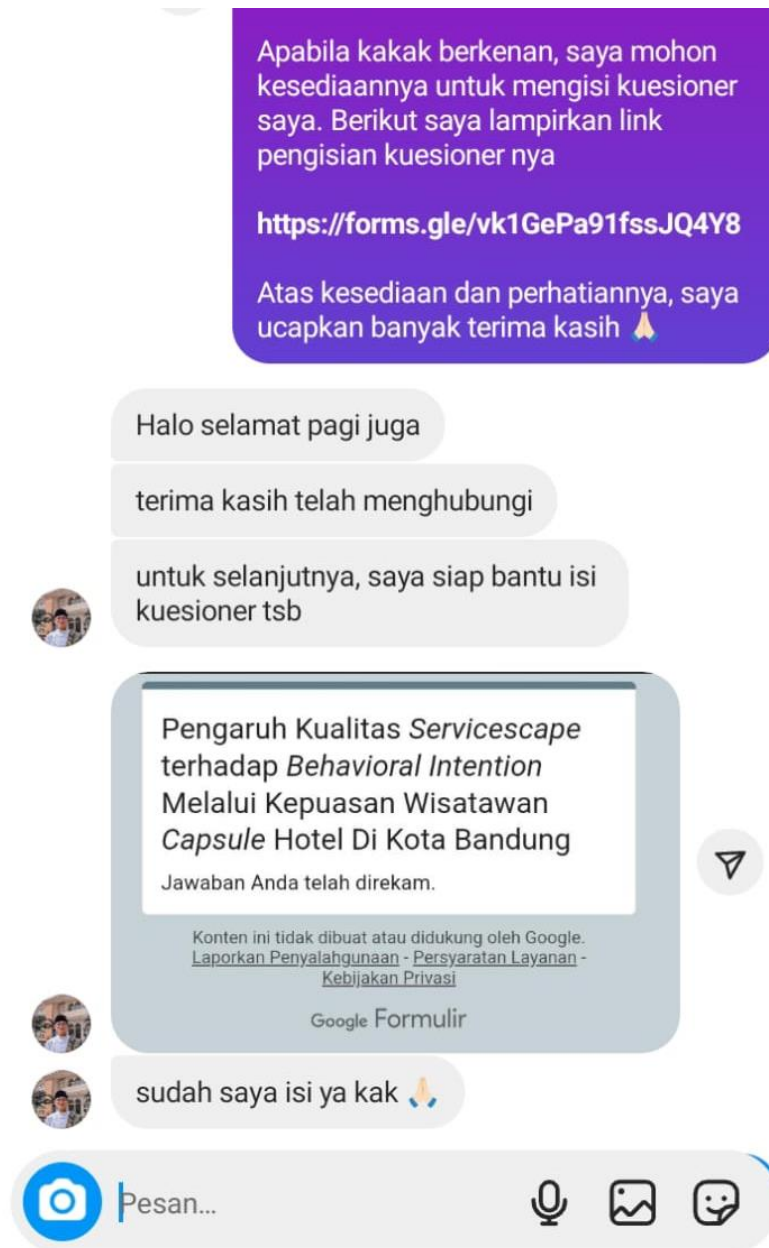 Apabila kakak berkenan, saya mohon
kesediaannya untuk mengisi kuesioner
saya. Berikut saya lampirkan link
pengisian kuesioner nya
https://forms.gle/vk1GePa91fssJQ4Y8
Atas kesediaan dan perhatiannya, saya
ucapkan banyak terima kasih 🙏🏻
Halo selamat pagi juga
terima kasih telah menghubungi
untuk selanjutnya, saya siap bantu isi
kuesioner tsb
Pengaruh Kualitas Servicescape
terhadap Behavioral Intention
Melalui Kepuasan Wisatawan
Capsule Hotel Di Kota Bandung
Jawaban Anda telah direkam.
Konten ini tidak dibuat atau didukung oleh Google.
Laporkan Penyalahgunaan - Persyaratan Layanan -
Kebijakan Privasi
Google Formulir
sudah saya isi ya kak 🙏🏻
Pesan...